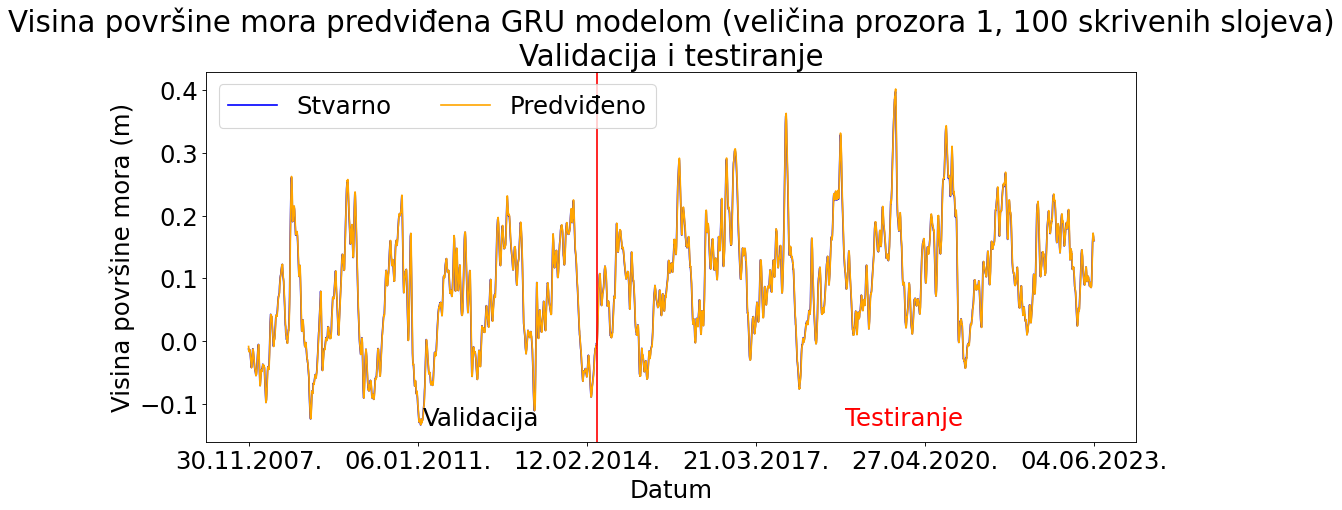 Visina površine mora predviđena GRU modelom (veličina prozora 1, 100 skrivenih slojeva)
Validacija i testiranje
Stvarno
Predviđeno
Visina površine mora (m)
0.4
0.3
0.2
0.1
0.0
−0.1
Validacija
Testiranje
30.11.2007.
06.01.2011.
12.02.2014.
21.03.2017.
27.04.2020.
04.06.2023.
Datum